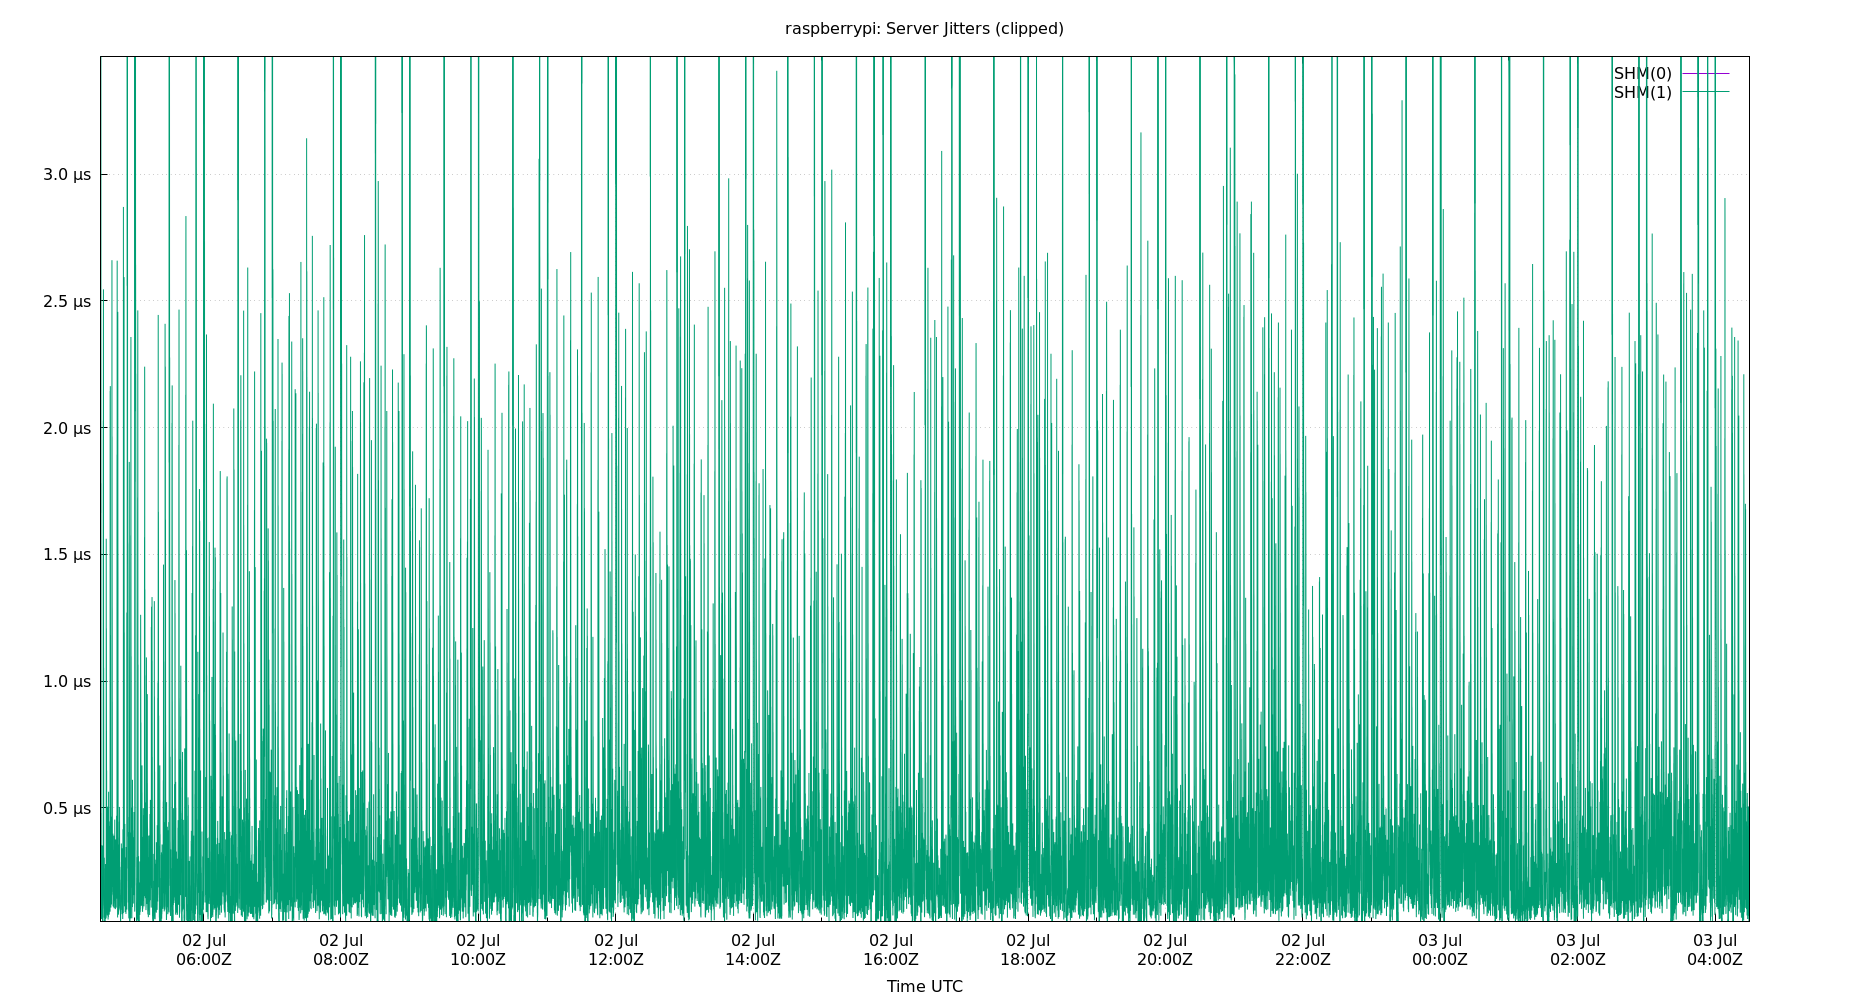 raspberrypi: Server Jitters (clipped)
SHM(0)
SHM(1)
3.0 µs
2.5 µs
2.0 µs
1.5 µs
1.0 µs
0.5 µs
02 Jul 02 Jul 02 Jul 02 Jul 02 Jul 02 Jul 02 Jul 02 Jul 02 Jul 03 Jul 03 Jul 03 Jul
06:00Z 08:00Z 10:00Z 12:00Z 14:00Z 16:00Z 18:00Z 20:00Z 22:00Z 00:00Z 02:00Z 04:00Z
Time UTC